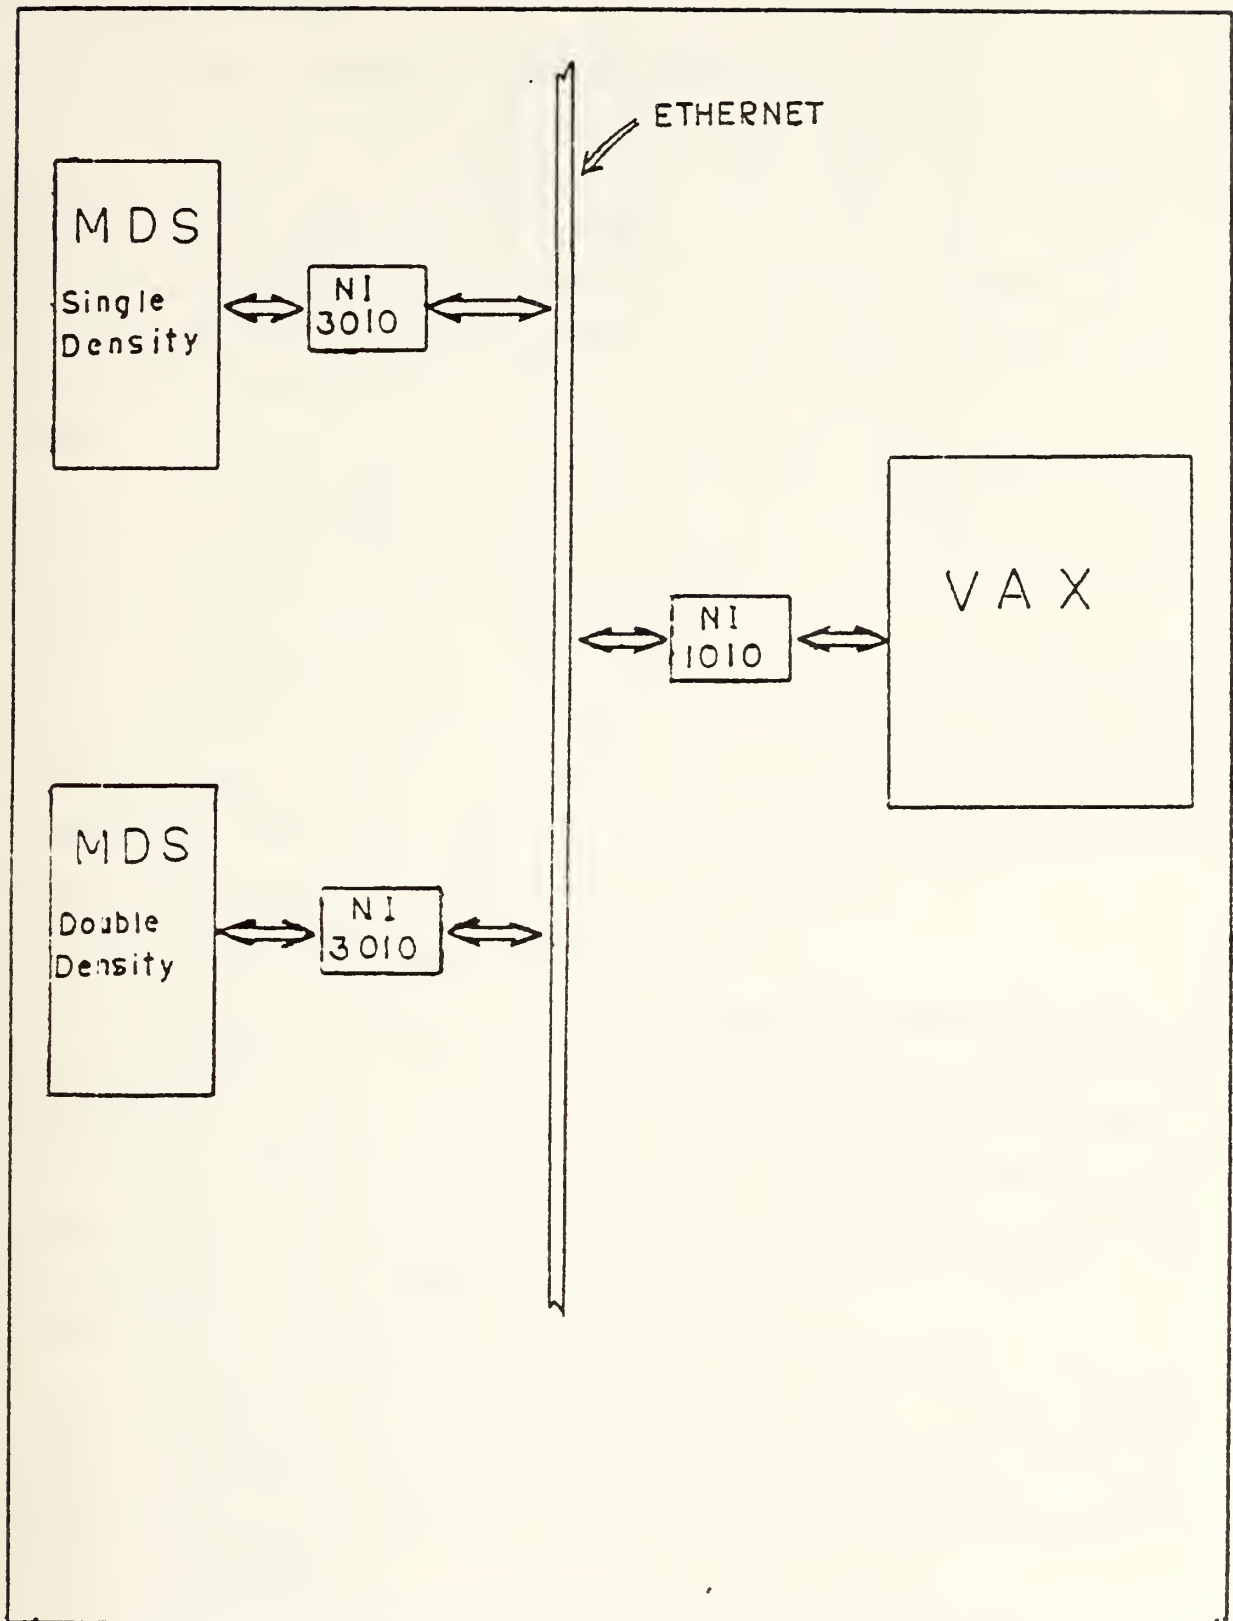 ETHERNET
MDS
Single
Density
NI
3010
VAX
NI
1010
MDS
Double
Density
NI
3010